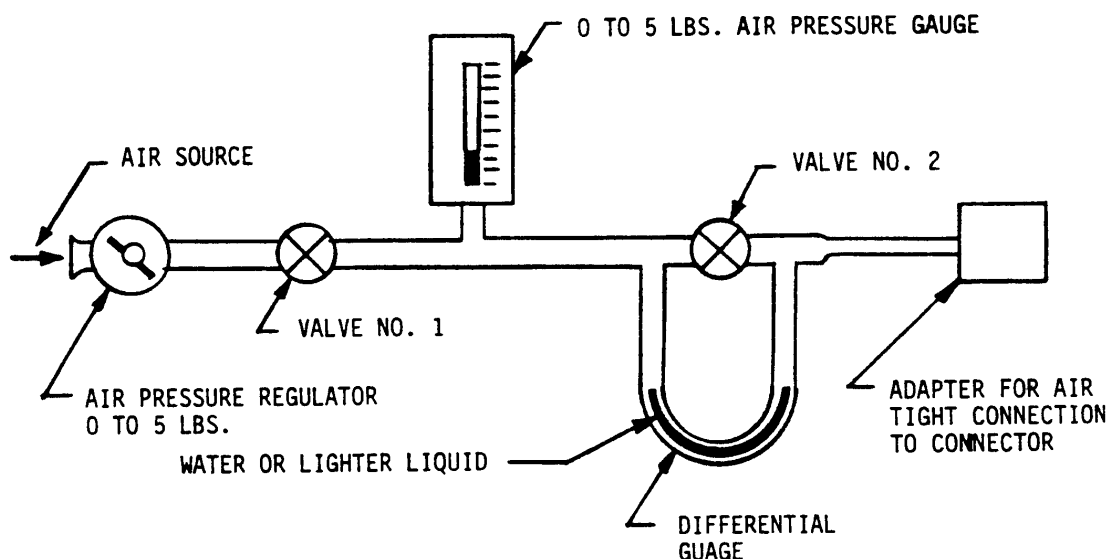 0 TO 5 LBS. AIR PRESSURE GAUGE
AIR SOURCE
VALVE NO. 2
VALVE NO. 1
AIR PRESSURE REGULATOR
0 TO 5 LBS.
ADAPTER FOR AIR
TIGHT CONNECTION
TO CONNECTOR
WATER OR LIGHTER LIQUID
DIFFERENTIAL
GUAGE